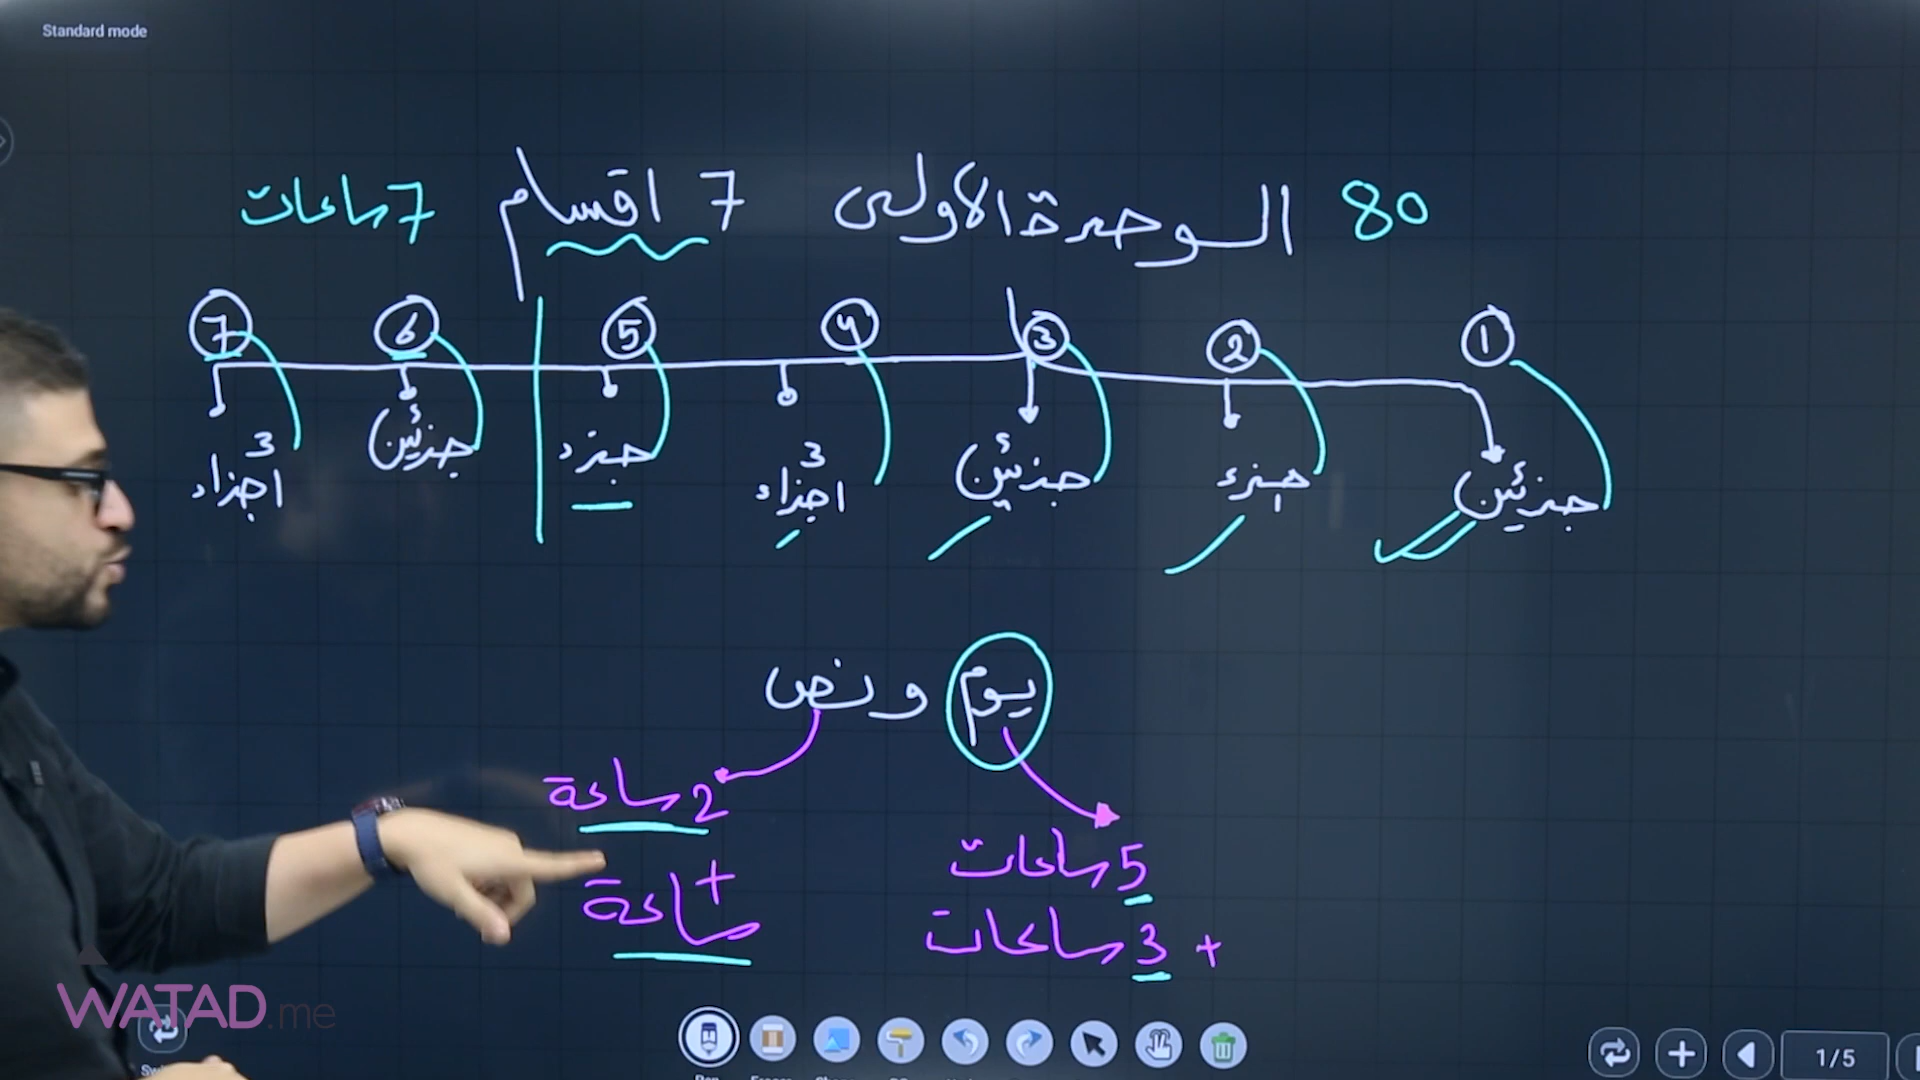 Standard mode
80 الوحدة الاولى 7 اقسام 7 ساعات
1 2 3 4 5 6 7
جزئين جزء جزئين 3 اجزاء جزء جزئين 3 اجزاء
يوم ونص
5 ساعات 2 ساعة
+ 3 ساعات + ساعة
WATAD.me
1/5